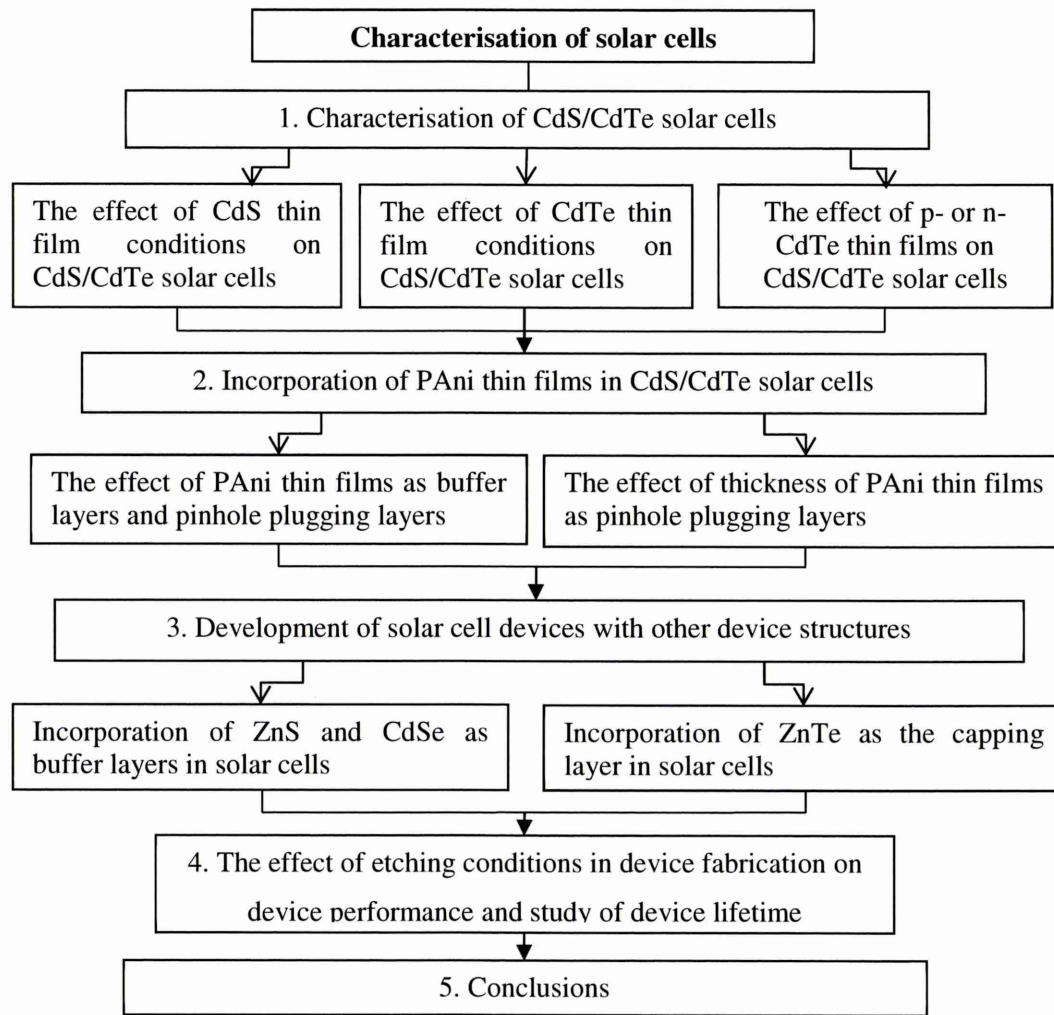 Characterisation of solar cells
1. Characterisation of CdS/CdTe solar cells
The effect of CdS thin
film conditions on
CdS/CdTe solar cells
The effect of CdTe thin
film conditions on
CdS/CdTe solar cells
The effect of p- or n-
CdTe thin films on
CdS/CdTe solar cells
2. Incorporation of PAni thin films in CdS/CdTe solar cells
The effect of PAni thin films as buffer
layers and pinhole plugging layers
The effect of thickness of PAni thin films
as pinhole plugging layers
3. Development of solar cell devices with other device structures
Incorporation of ZnS and CdSe as
buffer layers in solar cells
Incorporation of ZnTe as the capping
layer in solar cells
4. The effect of etching conditions in device fabrication on
device performance and study of device lifetime
5. Conclusions